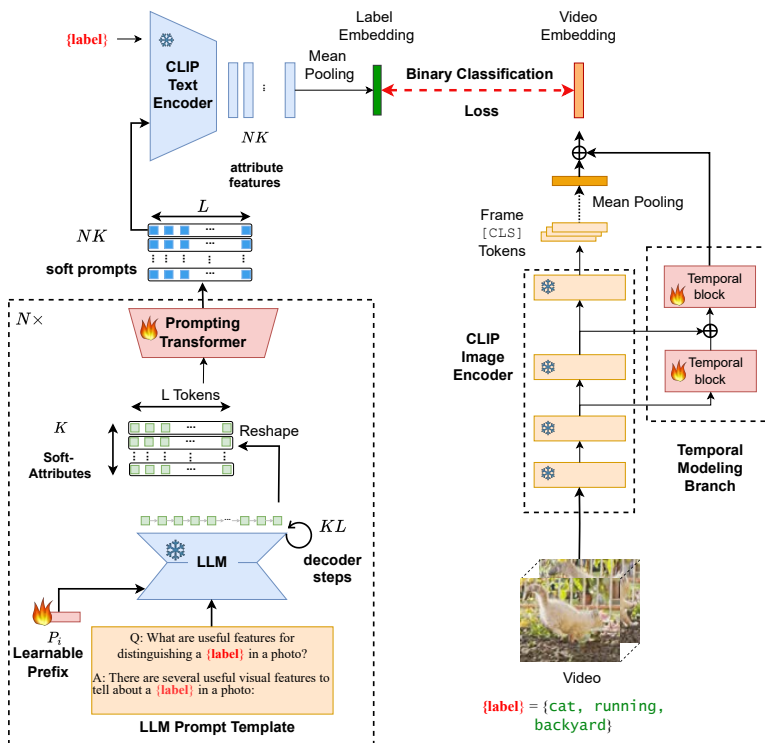 {label}
CLIP
Text
Encoder
...
NK
attribute
features
Mean
Pooling
Label
Embedding
Binary Classification
Loss
Video
Embedding
Mean Pooling
Frame
[CLS]
Tokens
CLIP
Image
Encoder
Temporal
block
Temporal
block
Temporal
Modeling
Branch
Video
{label} = {cat, running,
backyard}
L
NK
soft prompts
N×
Prompting
Transformer
L Tokens
K
Soft-
Attributes
Reshape
KL
decoder
steps
LLM
P_i
Learnable
Prefix
Q: What are useful features for
distinguishing a {label} in a photo?
A: There are several useful visual features to
tell about a {label} in a photo:
LLM Prompt Template